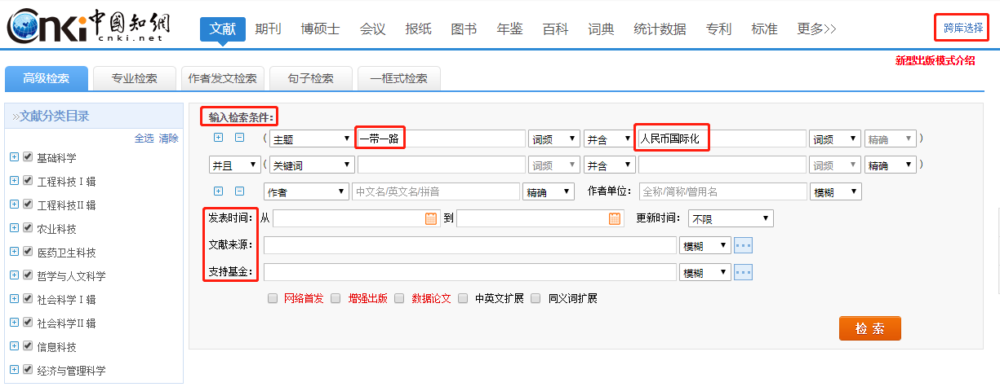 Cnki 中国知网
cnki.net
文献 期刊 博硕士 会议 报纸 图书 年鉴 百科 词典 统计数据 专利 标准 更多>> 跨库选择
新型出版模式介绍
高级检索 专业检索 作者发文检索 句子检索 一框式检索
»文献分类目录
全选 清除
基础科学
工程科技Ⅰ辑
工程科技Ⅱ辑
农业科技
医药卫生科技
哲学与人文科学
社会科学Ⅰ辑
社会科学Ⅱ辑
信息科技
经济与管理科学
输入检索条件：
( 主题 一带一路 词频 并含 人民币国际化 词频 精确 )
并且 ( 关键词 词频 并含 词频 精确 )
作者 中文名/英文名/拼音 精确 作者单位： 全称/简称/曾用名 模糊
发表时间： 从 到 更新时间： 不限
文献来源： 模糊 ...
支持基金： 模糊 ...
网络首发 增强出版 数据论文 中英文扩展 同义词扩展
检索